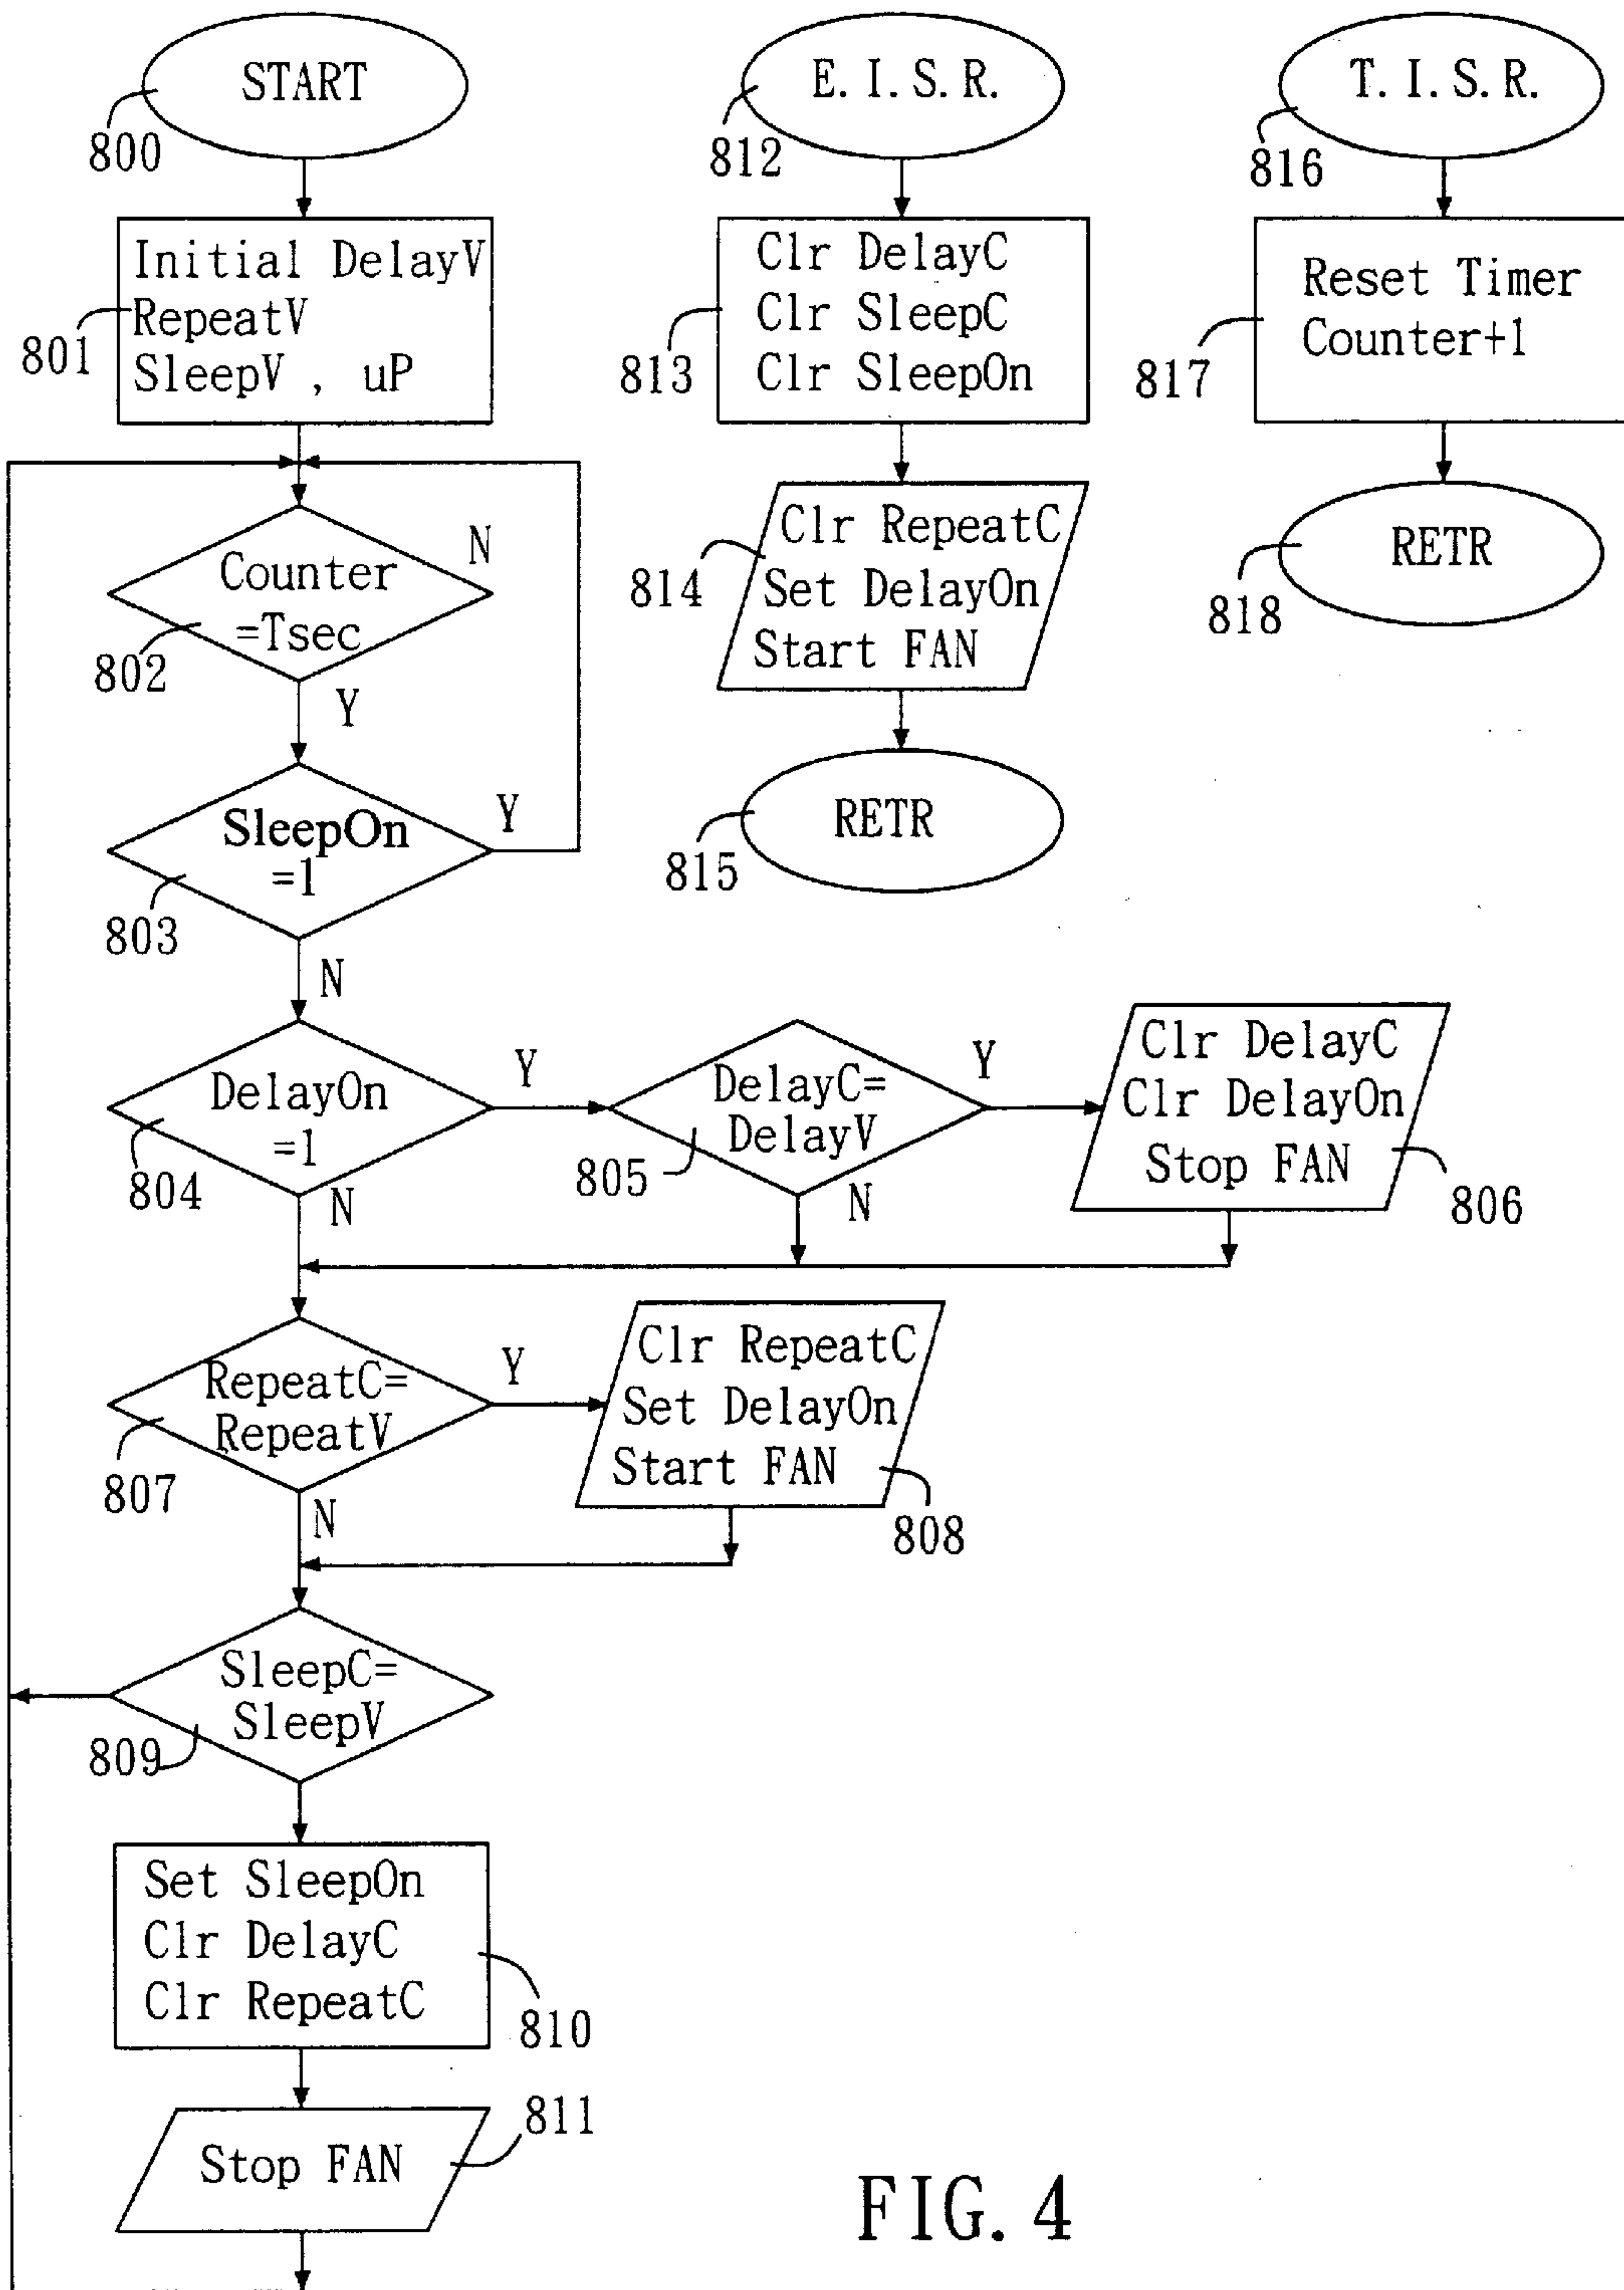 START
800
Initial DelayV
RepeatV
SleepV , uP
801
Counter
=Tsec
N
802
Y
SleepOn
=1
Y
803
N
DelayOn
=1
Y
804
N
DelayC=
DelayV
Y
805
N
Clr DelayC
Clr DelayOn
Stop FAN
806
RepeatC=
RepeatV
Y
807
N
Clr RepeatC
Set DelayOn
Start FAN
808
SleepC=
SleepV
809
Set SleepOn
Clr DelayC
Clr RepeatC
810
Stop FAN
811
E. I. S. R.
812
Clr DelayC
Clr SleepC
Clr SleepOn
813
Clr RepeatC
Set DelayOn
Start FAN
814
RETR
815
T. I. S. R.
816
Reset Timer
Counter+1
817
RETR
818
FIG. 4